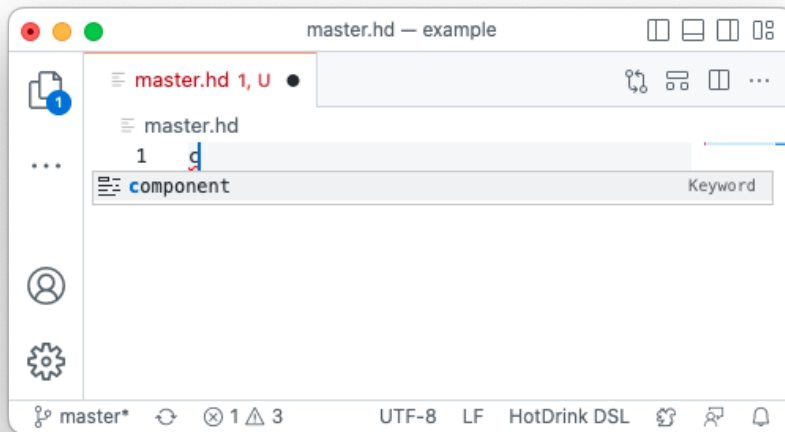 master.hd — example
master.hd 1, U
1
master.hd
1 c
component Keyword
master* 1 3 UTF-8 LF HotDrink DSL